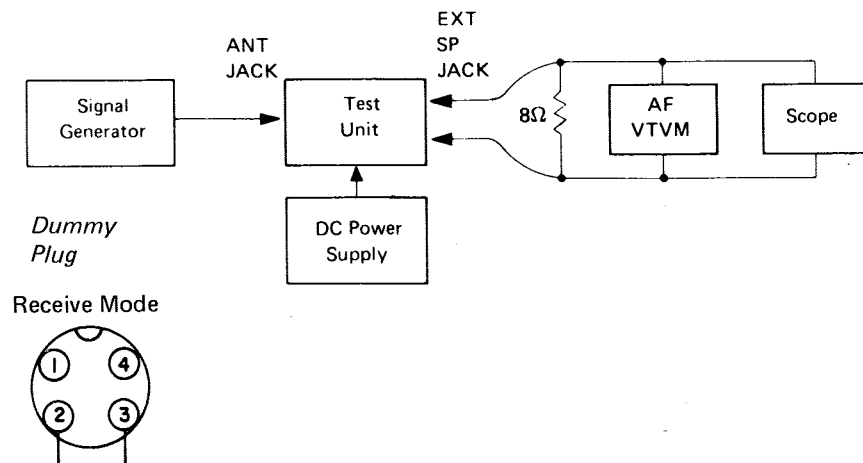 ANT
JACK
EXT
SP
JACK
Signal
Generator
Test
Unit
8Ω
AF
VTVM
Scope
DC Power
Supply
Dummy
Plug
Receive Mode
1
4
2
3